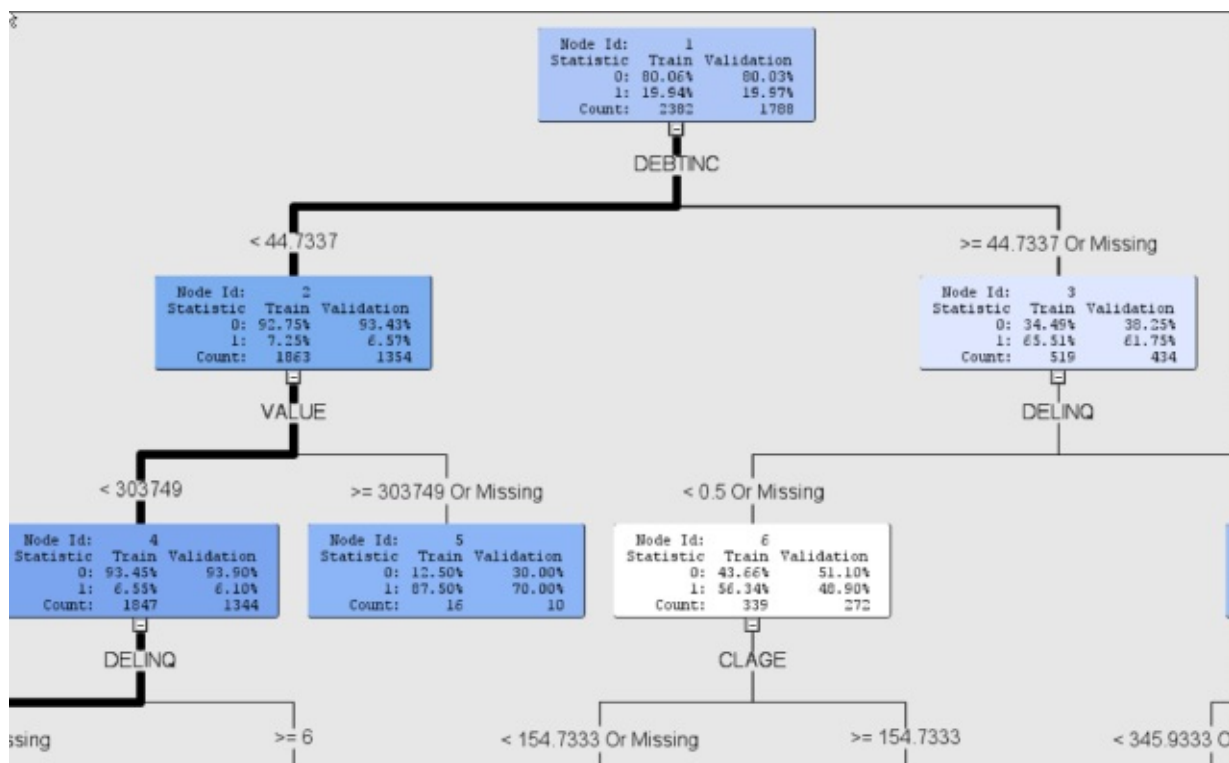 Node Id: 1
Statistic Train Validation
0: 80.06% 80.03%
1: 19.94% 19.97%
Count: 2382 1788
DEBTINC
< 44.7337
>= 44.7337 Or Missing
Node Id: 2
Statistic Train Validation
0: 92.75% 93.43%
1: 7.25% 6.57%
Count: 1863 1354
Node Id: 3
Statistic Train Validation
0: 34.49% 38.25%
1: 65.51% 61.75%
Count: 519 434
VALUE
DELINQ
< 303749
>= 303749 Or Missing
< 0.5 Or Missing
Node Id: 4
Statistic Train Validation
0: 93.45% 93.90%
1: 6.55% 6.10%
Count: 1847 1344
Node Id: 5
Statistic Train Validation
0: 12.50% 30.00%
1: 87.50% 70.00%
Count: 16 10
Node Id: 6
Statistic Train Validation
0: 43.66% 51.10%
1: 56.34% 48.90%
Count: 339 272
DELINQ
CLAGE
ssing
>= 6
< 154.7333 Or Missing
>= 154.7333
< 345.9333 O